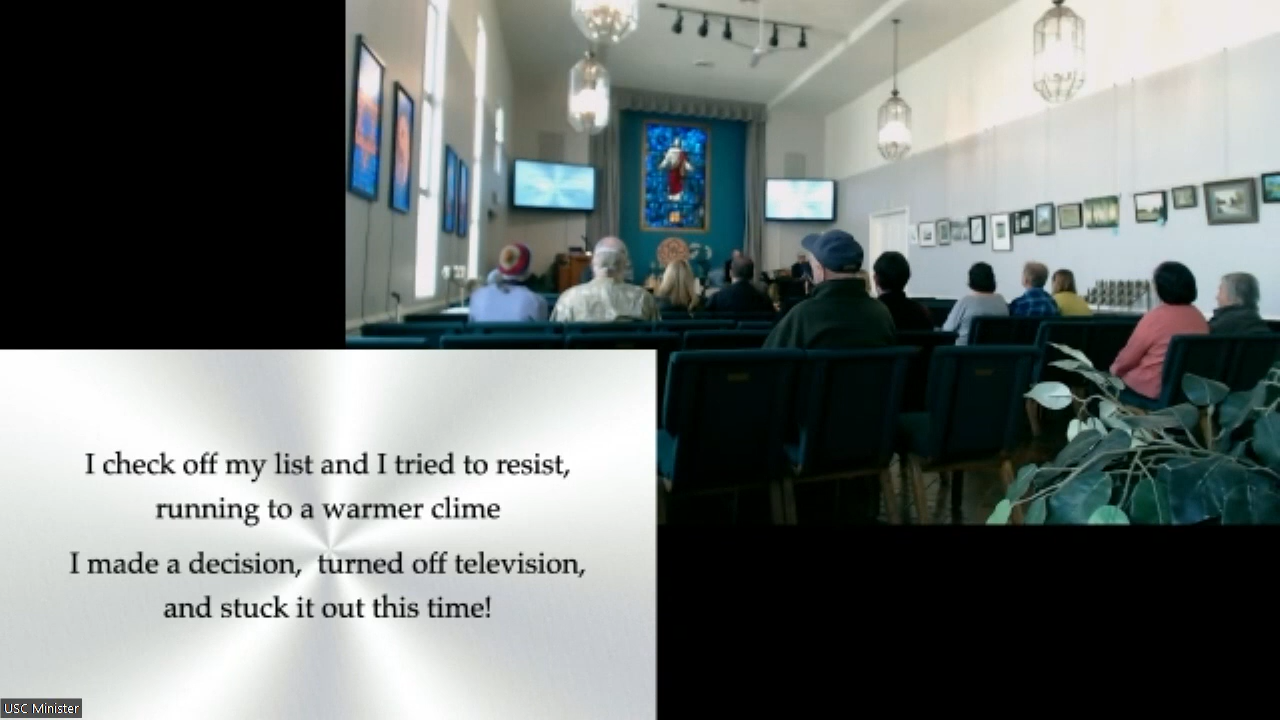 I check off my list and I tried to resist,
running to a warmer clime
I made a decision,  turned off television,
and stuck it out this time!
USC Minister